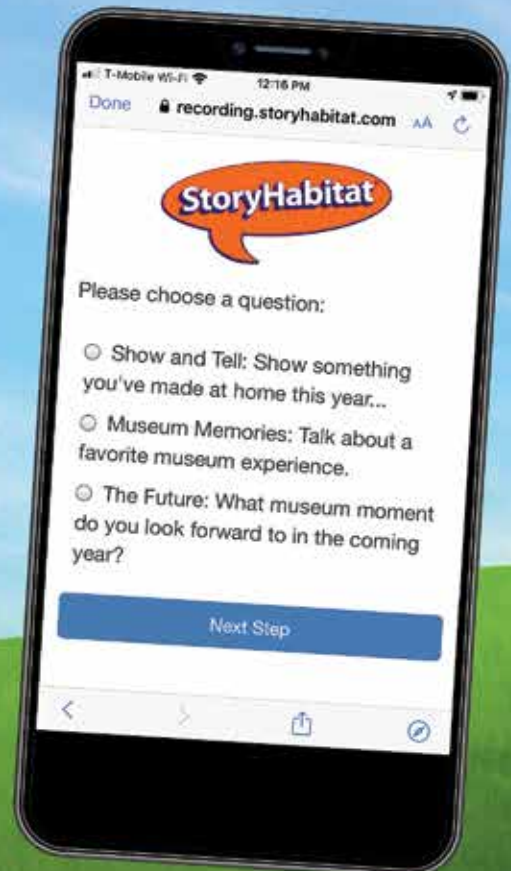 T-Mobile Wi-Fi
12:16 PM
Done
recording.storyhabitat.com
AA
StoryHabitat
Please choose a question:
Show and Tell: Show something
you've made at home this year...
Museum Memories: Talk about a
favorite museum experience.
The Future: What museum moment
do you look forward to in the coming
year?
Next Step